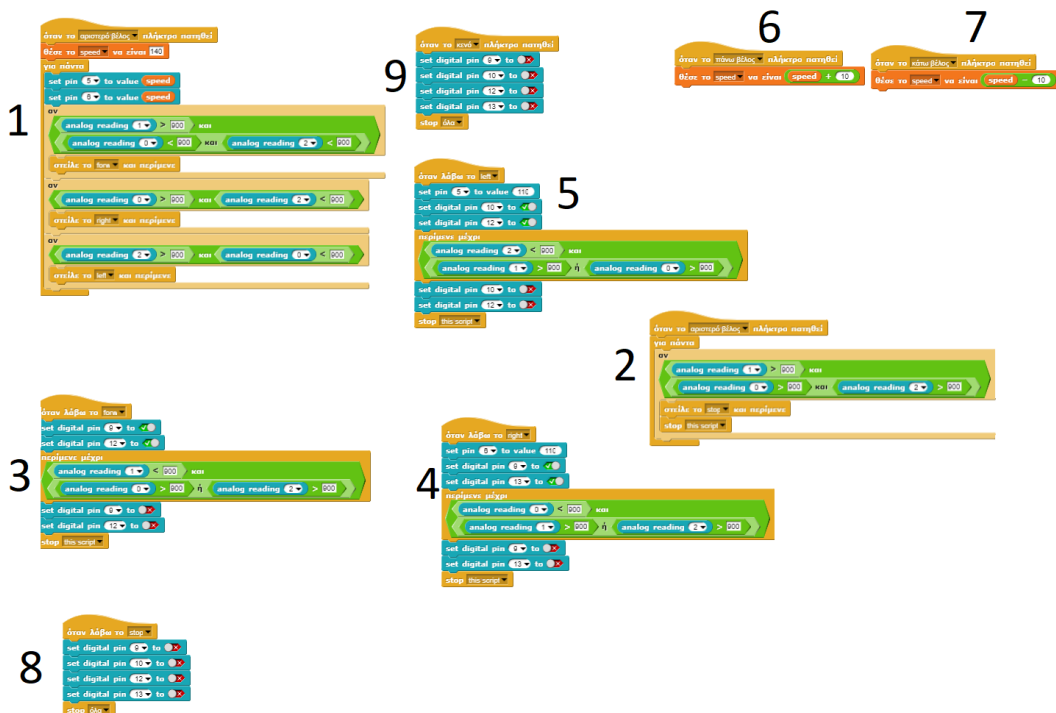 1
όταν το αριστερό βέλος πλήκτρο πατηθεί
θέσε το speed να είναι 140
για πάντα
set pin 5 to value speed
set pin 6 to value speed
αν
analog reading 1 > 900 και
analog reading 0 < 900 και analog reading 2 < 900
στείλε το forw και περίμενε
αν
analog reading 0 > 900 και analog reading 2 < 900
στείλε το right και περίμενε
αν
analog reading 2 > 900 και analog reading 0 < 900
στείλε το left και περίμενε
9
όταν το κενό πλήκτρο πατηθεί
set digital pin 9 to
set digital pin 10 to
set digital pin 12 to
set digital pin 13 to
stop όλα
6
όταν το πάνω βέλος πλήκτρο πατηθεί
θέσε το speed να είναι speed + 10
7
όταν το κάτω βέλος πλήκτρο πατηθεί
θέσε το speed να είναι speed - 10
5
όταν λάβω το left
set pin 5 to value 110
set digital pin 10 to
set digital pin 12 to
περίμενε μέχρι
analog reading 2 < 900 και
analog reading 1 > 900 ή analog reading 0 > 900
set digital pin 10 to
set digital pin 12 to
stop this script
2
όταν το αριστερό βέλος πλήκτρο πατηθεί
για πάντα
αν
analog reading 1 > 900 και
analog reading 0 > 900 και analog reading 2 > 900
στείλε το stop και περίμενε
stop this script
3
όταν λάβω το forw
set digital pin 9 to
set digital pin 12 to
περίμενε μέχρι
analog reading 1 < 900 και
analog reading 0 > 900 ή analog reading 2 > 900
set digital pin 9 to
set digital pin 12 to
stop this script
4
όταν λάβω το right
set pin 6 to value 110
set digital pin 9 to
set digital pin 13 to
περίμενε μέχρι
analog reading 0 < 900 και
analog reading 1 > 900 ή analog reading 2 > 900
set digital pin 9 to
set digital pin 13 to
stop this script
8
όταν λάβω το stop
set digital pin 9 to
set digital pin 10 to
set digital pin 12 to
set digital pin 13 to
stop όλα